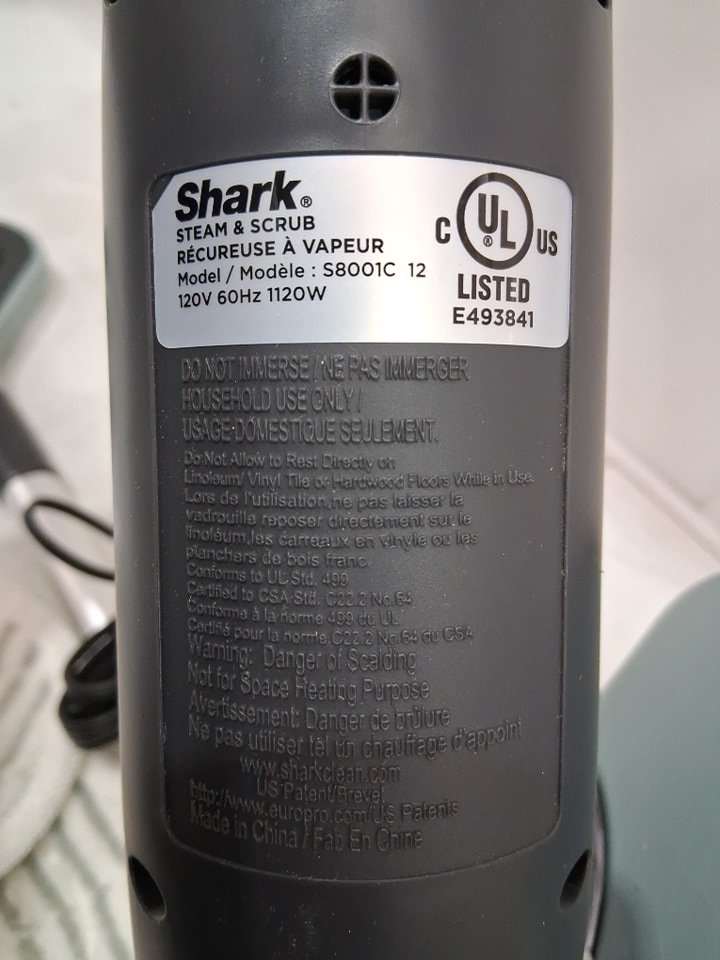 Shark®
STEAM & SCRUB
RÉCUREUSE À VAPEUR
Model / Modèle : S8001C 12
120V 60Hz 1120W
C UL® US
LISTED
E493841
DO NOT IMMERSE / NE PAS IMMERGER
HOUSEHOLD USE ONLY /
USAGE DOMESTIQUE SEULEMENT.
Do Not Allow to Rest Directly on
Linoleum/ Vinyl Tile or Hardwood Floors While in Use.
Lors de l'utilisation,ne pas laisser la
vadrouille reposer directement sur le
linoléum,les carreaux en vinyle ou les
planchers de bois franc.
Conforms to UL Std. 499
Certified to CSA Std. C22.2 No.64
Conforme à la norme 499 du UL
Certifié pour la norme C22.2 No.64 du CSA
Warning: Danger of Scalding
Not for Space Heating Purpose
Avertissement: Danger de brûlure
Ne pas utiliser tel un chauffage d'appoint
www.sharkclean.com
US Patent/Brevet
http://www.europro.com/US Patents
Made in China / Fab En Chine